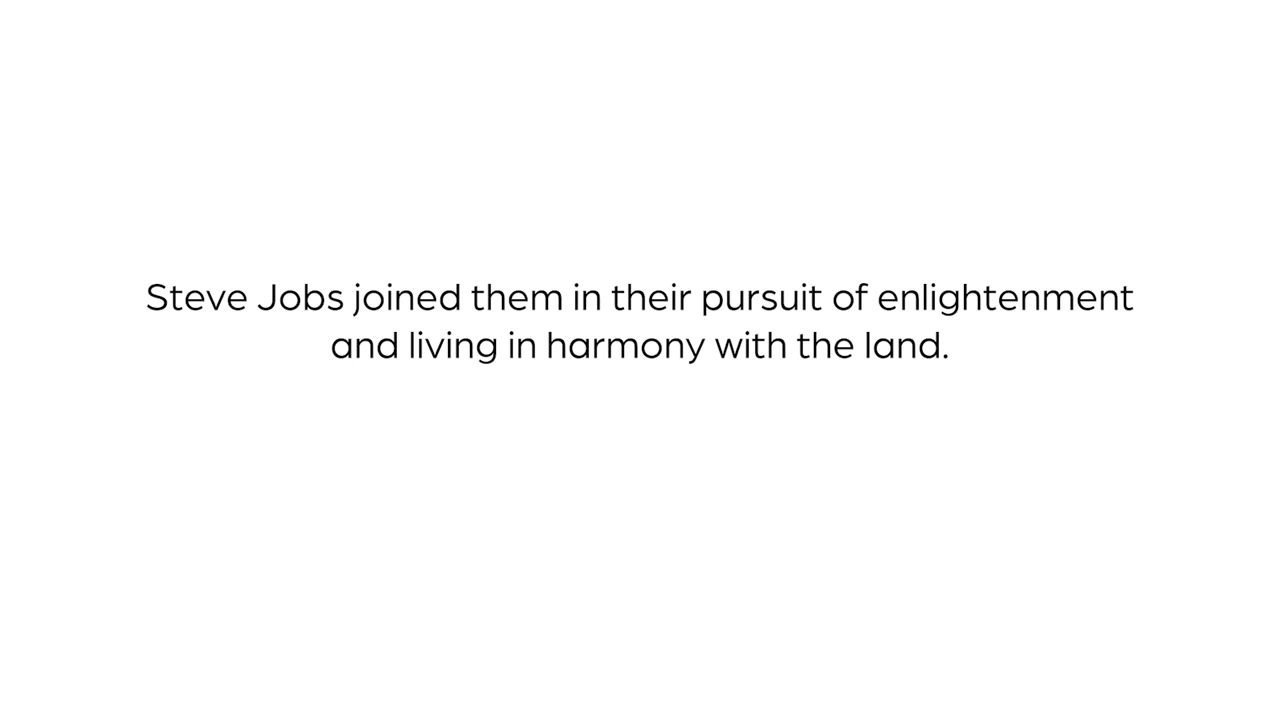 Steve Jobs joined them in their pursuit of enlightenment
and living in harmony with the land.